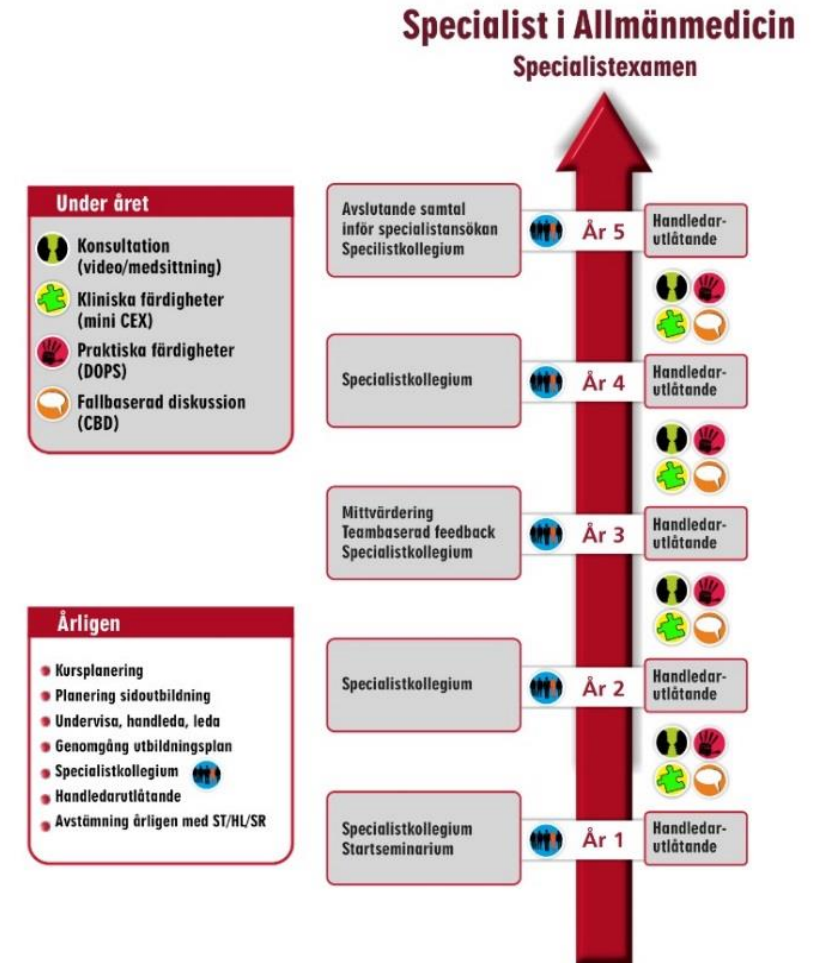 Specialist i Allmänmedicin
Specialistexamen
Under året
Konsultation
(video/medsittning)
Kliniska färdigheter
(mini CEX)
Praktiska färdigheter
(DOPS)
Fallbaserad diskussion
(CBD)
Avslutande samtal
inför specialistansökan
Specilistkollegium
År 5
Handledar-
utlåtande
Specialistkollegium
År 4
Handledar-
utlåtande
Mittvärdering
Teambaserad feedback
Specialistkollegium
År 3
Handledar-
utlåtande
Årligen
Kursplanering
Planering sidoutbildning
Undervisa, handleda, leda
Genomgång utbildningsplan
Specialistkollegium
Handledarutlåtande
Avstämning årligen med ST/HL/SR
Specialistkollegium
År 2
Handledar-
utlåtande
Specialistkollegium
Startseminarium
År 1
Handledar-
utlåtande